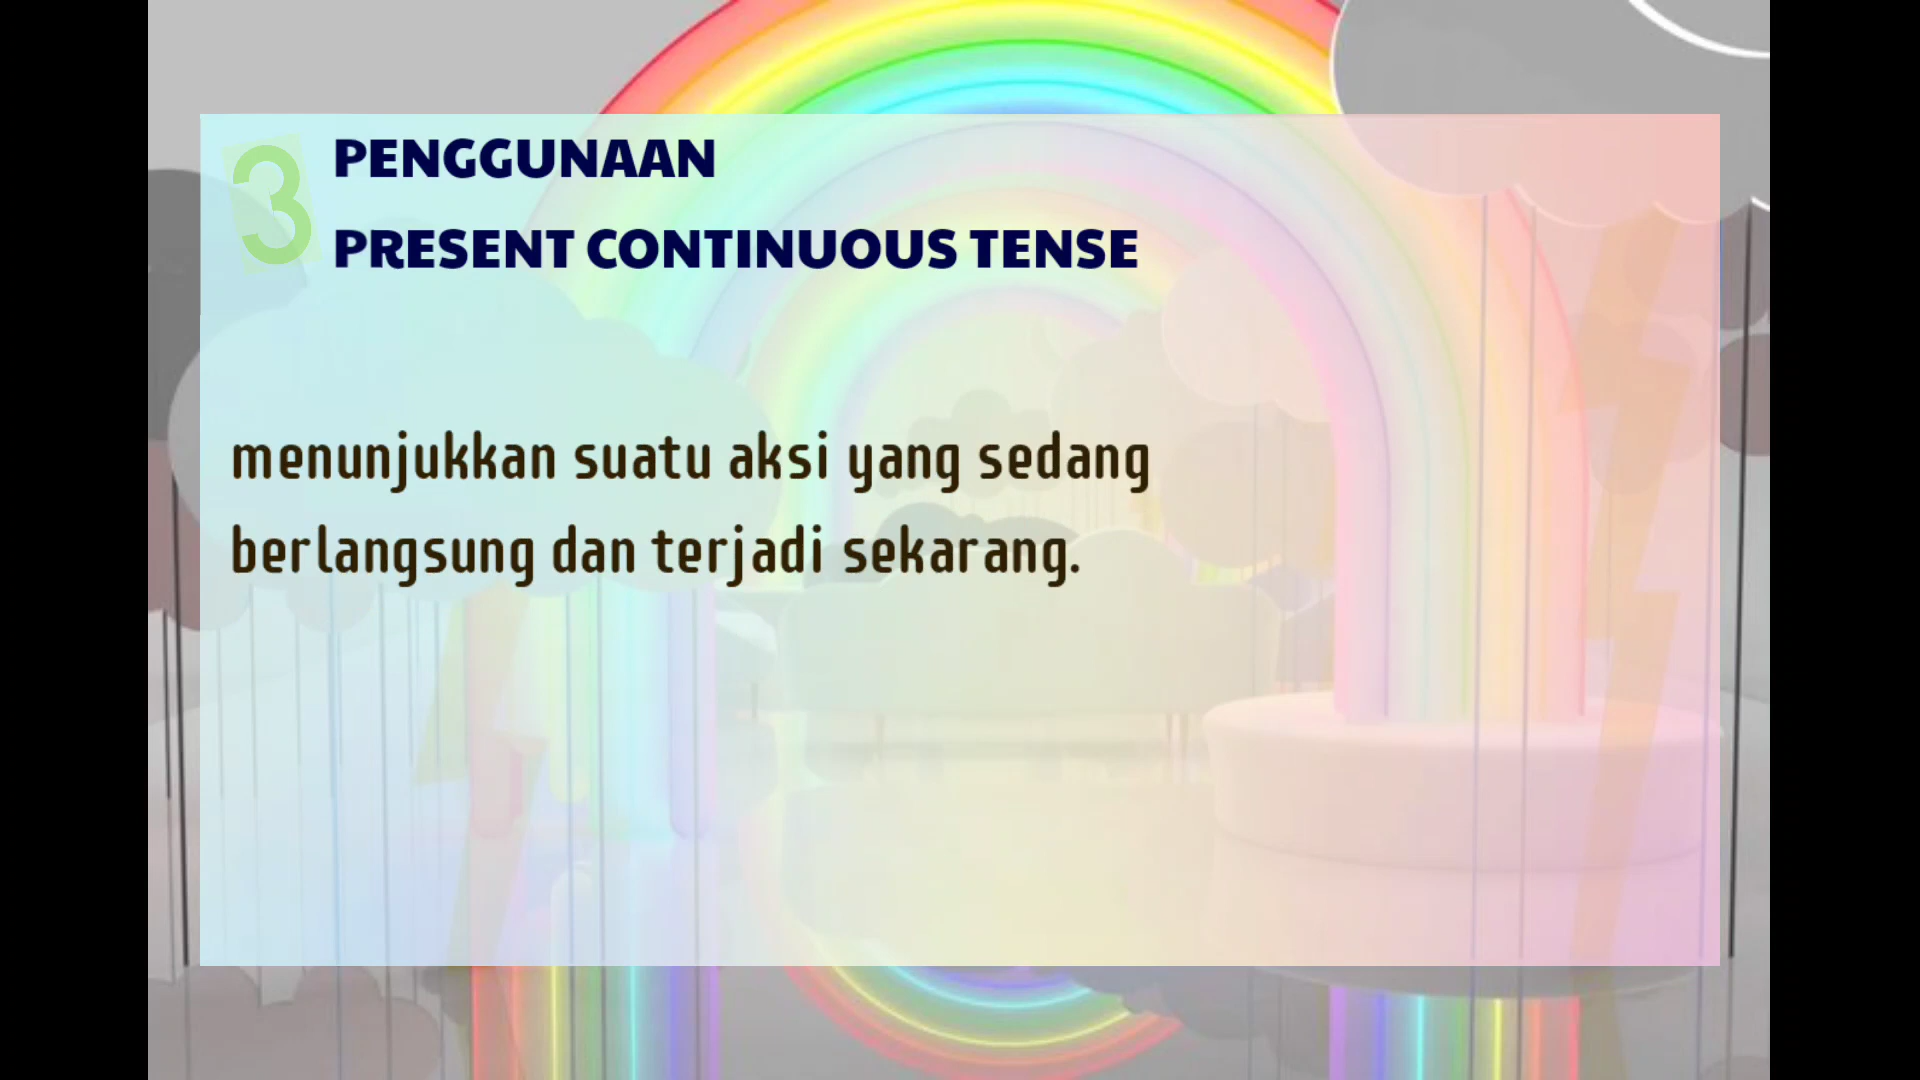 3 PENGGUNAAN
PRESENT CONTINUOUS TENSE
menunjukkan suatu aksi yang sedang
berlangsung dan terjadi sekarang.